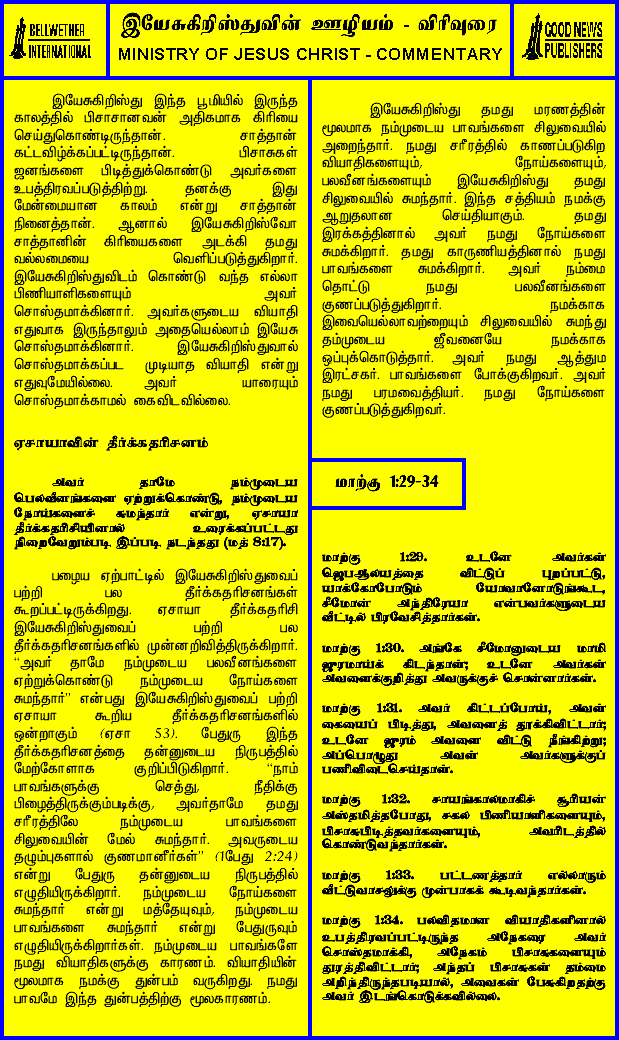 BELLWETHER
INTERNATIONAL
இயேசுகிறிஸ்துவின் ஊழியம் - விரிவுரை
MINISTRY OF JESUS CHRIST - COMMENTARY
GOOD NEWS
PUBLISHERS
இயேசுகிறிஸ்து இந்த பூமியில் இருந்த
காலத்தில் பிசாசானவன் அதிகமாக கிரியை
செய்துகொண்டிருந்தான். சாத்தான்
கட்டவிழ்க்கப்பட்டிருந்தான். பிசாசுகள்
ஜனங்களை பிடித்துக்கொண்டு அவர்களை
உபத்திரவப்படுத்திற்று. தனக்கு இது
மேன்மையான காலம் என்று சாத்தான்
நினைத்தான். ஆனால் இயேசுகிறிஸ்வோ
சாத்தானின் கிரியைகளை அடக்கி தமது
வல்லமையை வெளிப்படுத்துகிறார்.
இயேசுகிறிஸ்துவிடம் கொண்டு வந்த எல்லா
பிணியாளிகளையும் அவர்
சொஸ்தமாக்கினார். அவர்களுடைய வியாதி
எதுவாக இருந்தாலும் அதையெல்லாம் இயேசு
சொஸ்தமாக்கினார். இயேசுகிறிஸ்துவால்
சொஸ்தமாக்கப்பட முடியாத வியாதி என்று
எதுவுமேயில்லை. அவர் யாரையும்
சொஸ்தமாக்காமல் கைவிடவில்லை.
ஏசாயாவின் தீர்க்கதரிசனம்
அவர் தாமே நம்முடைய
பெலவீனங்களை ஏற்றுக்கொண்டு, நம்முடைய
நோய்களைச் சுமந்தார் என்று, ஏசாயா
தீர்க்கதரிசியினால் உரைக்கப்பட்டது
நிறைவேறும்படி இப்படி நடந்தது (மத் 8:17).
பழைய ஏற்பாட்டில் இயேசுகிறிஸ்துவைப்
பற்றி பல தீர்க்கதரிசனங்கள்
கூறப்பட்டிருக்கிறது. ஏசாயா தீர்க்கதரிசி
இயேசுகிறிஸ்துவைப் பற்றி பல
தீர்க்கதரிசனங்களில் முன்னறிவித்திருக்கிறார்.
“அவர் தாமே நம்முடைய பலவீனங்களை
ஏற்றுக்கொண்டு நம்முடைய நோய்களை
சுமந்தார்” என்பது இயேசுகிறிஸ்துவைப் பற்றி
ஏசாயா கூறிய தீர்க்கதரிசனங்களில்
ஒன்றாகும் (ஏசா 53). பேதுரு இந்த
தீர்க்கதரிசனத்தை தன்னுடைய நிருபத்தில்
மேற்கோளாக குறிப்பிடுகிறார். “நாம்
பாவங்களுக்கு செத்து, நீதிக்கு
பிழைத்திருக்கும்படிக்கு, அவர்தாமே தமது
சரீரத்திலே நம்முடைய பாவங்களை
சிலுவையின் மேல் சுமந்தார். அவருடைய
தழும்புகளால் குணமானீர்கள்” (1பேது 2:24)
என்று பேதுரு தன்னுடைய நிருபத்தில்
எழுதியிருக்கிறார். நம்முடைய நோய்களை
சுமந்தார் என்று மத்தேயுவும், நம்முடைய
பாவங்களை சுமந்தார் என்று பேதுருவும்
எழுதியிருக்கிறார்கள். நம்முடைய பாவங்களே
நமது வியாதிகளுக்கு காரணம். வியாதியின்
மூலமாக நமக்கு துன்பம் வருகிறது. நமது
பாவமே இந்த துன்பத்திற்கு மூலகாரணம்.
இயேசுகிறிஸ்து தமது மரணத்தின்
மூலமாக நம்முடைய பாவங்களை சிலுவையில்
அறைந்தார். நமது சரீரத்தில் காணப்படுகிற
வியாதிகளையும், நோய்களையும்,
பலவீனங்களையும் இயேசுகிறிஸ்து தமது
சிலுவையில் சுமந்தார். இந்த சத்தியம் நமக்கு
ஆறுதலான செய்தியாகும். தமது
இரக்கத்தினால் அவர் நமது நோய்களை
சுமக்கிறார். தமது காருணியத்தினால் நமது
பாவங்களை சுமக்கிறார். அவர் நம்மை
தொட்டு நமது பலவீனங்களை
குணப்படுத்துகிறார். நமக்காக
இவையெல்லாவற்றையும் சிலுவையில் சுமந்து
தம்முடைய ஜீவனையே நமக்காக
ஒப்புக்கொடுத்தார். அவர் நமது ஆத்தும
இரட்சகர். பாவங்களை போக்குகிறவர். அவர்
நமது பரமவைத்தியர். நமது நோய்களை
குணப்படுத்துகிறவர்.
மாற்கு 1:29-34
மாற்கு 1:29. உடனே அவர்கள்
ஜெபஆலயத்தை விட்டுப் புறப்பட்டு,
யாக்கோபோடும் யோவானோடுங்கூட,
சீமோன் அந்திரேயா என்பவர்களுடைய
வீட்டில் பிரவேசித்தார்கள்.
மாற்கு 1:30. அங்கே சீமோனுடைய மாமி
ஜுரமாய்க் கிடந்தாள்; உடனே அவர்கள்
அவளைக்குறித்து அவருக்குச் சொன்னார்கள்.
மாற்கு 1:31. அவர் கிட்டப்போய், அவள்
கையைப் பிடித்து, அவளைத் தூக்கிவிட்டார்;
உடனே ஜுரம் அவளை விட்டு நீங்கிற்று;
அப்பொழுது அவள் அவர்களுக்குப்
பணிவிடைசெய்தாள்.
மாற்கு 1:32. சாயங்காலமாகிச் சூரியன்
அஸ்தமித்தபோது, சகல பிணியாளிகளையும்,
பிசாசுபிடித்தவர்களையும், அவரிடத்தில்
கொண்டுவந்தார்கள்.
மாற்கு 1:33. பட்டணத்தார் எல்லாரும்
வீட்டுவாசலுக்கு முன்பாகக் கூடிவந்தார்கள்.
மாற்கு 1:34. பலவிதமான வியாதிகளினால்
உபத்திரவப்பட்டிருந்த அநேகரை அவர்
சொஸ்தமாக்கி, அநேகம் பிசாசுகளையும்
துரத்திவிட்டார்; அந்தப் பிசாசுகள் தம்மை
அறிந்திருந்தபடியால், அவைகள் பேசுகிறதற்கு
அவர் இடங்கொடுக்கவில்லை.